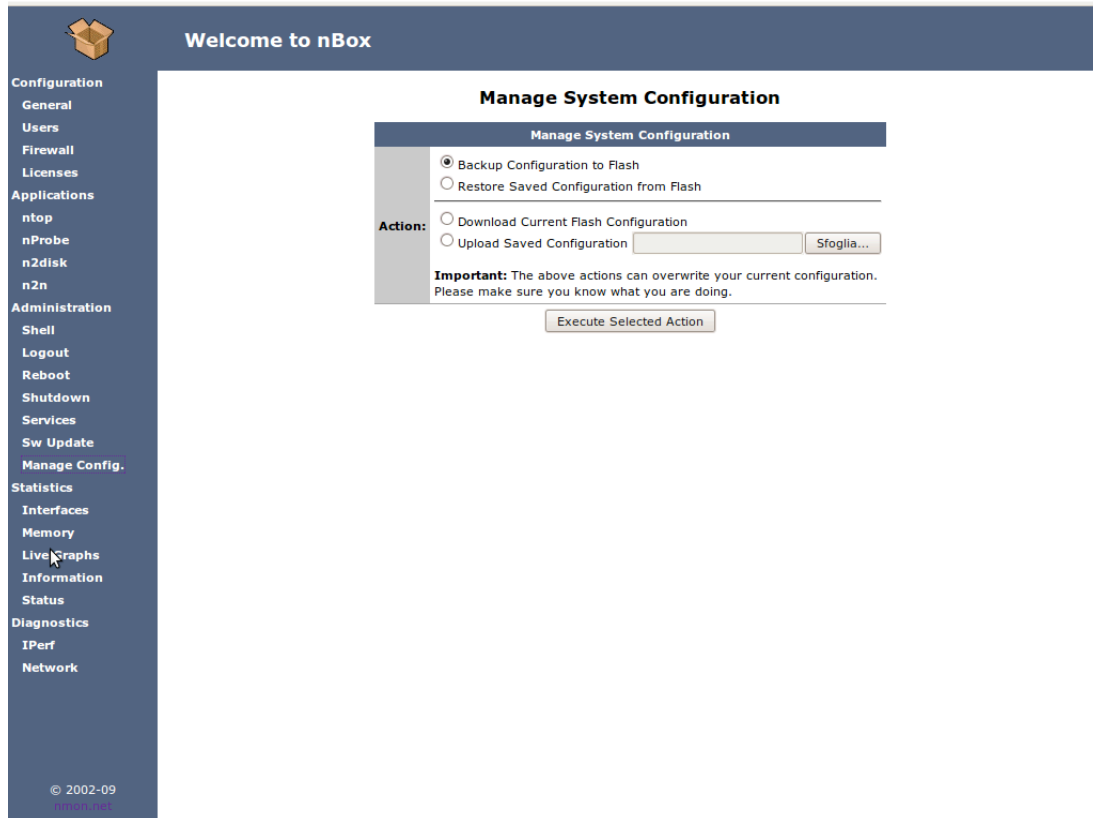 Welcome to nBox
Configuration
General
Users
Firewall
Licenses
Applications
ntop
nProbe
n2disk
n2n
Administration
Shell
Logout
Reboot
Shutdown
Services
Sw Update
Manage Config.
Statistics
Interfaces
Memory
Live Graphs
Information
Status
Diagnostics
IPerf
Network
© 2002-09
nmon.net
Manage System Configuration
Manage System Configuration
Action:
Backup Configuration to Flash
Restore Saved Configuration from Flash
Download Current Flash Configuration
Upload Saved Configuration Sfoglia...
Important: The above actions can overwrite your current configuration.
Please make sure you know what you are doing.
Execute Selected Action